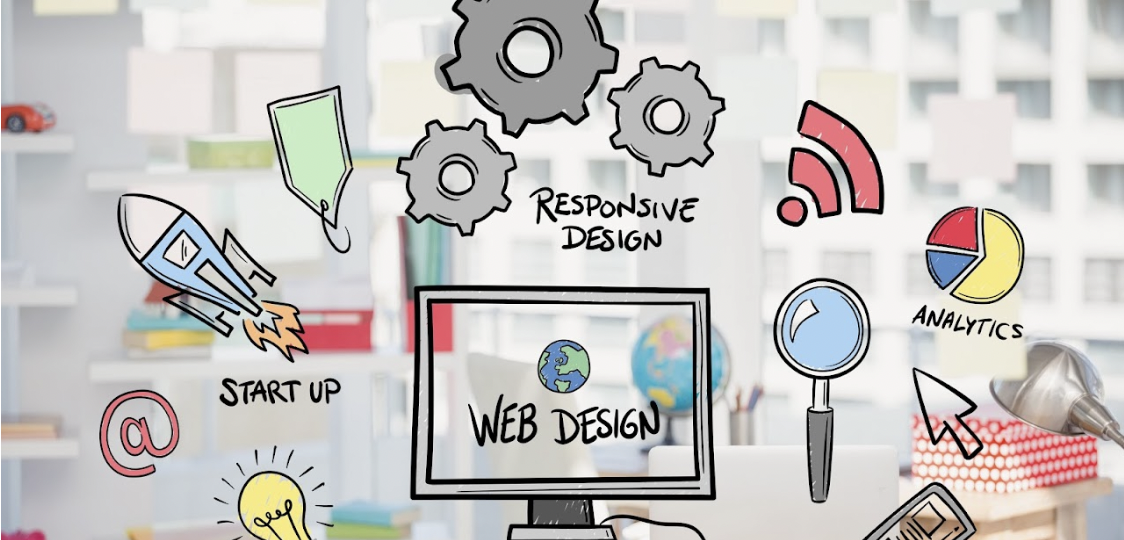 RESPONSIVE
DESIGN
ANALYTICS
START UP
WEB DESIGN
@